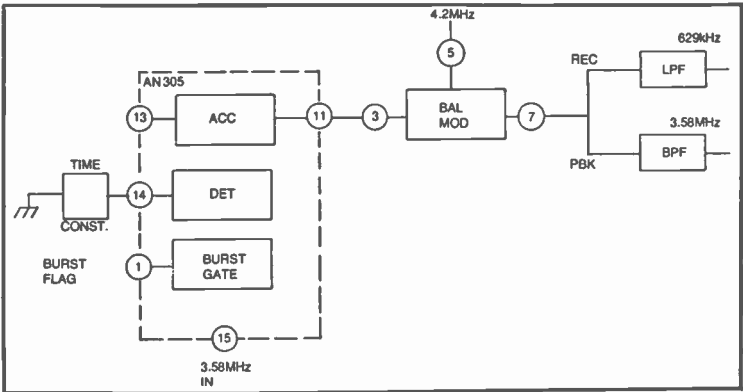 4.2MHz
5
629kHz
REC
LPF
AN305
13
ACC
11
3
BAL
MOD
7
3.58MHz
PBK
BPF
TIME
14
DET
CONST.
BURST
FLAG
1
BURST
GATE
15
3.58MHz
IN